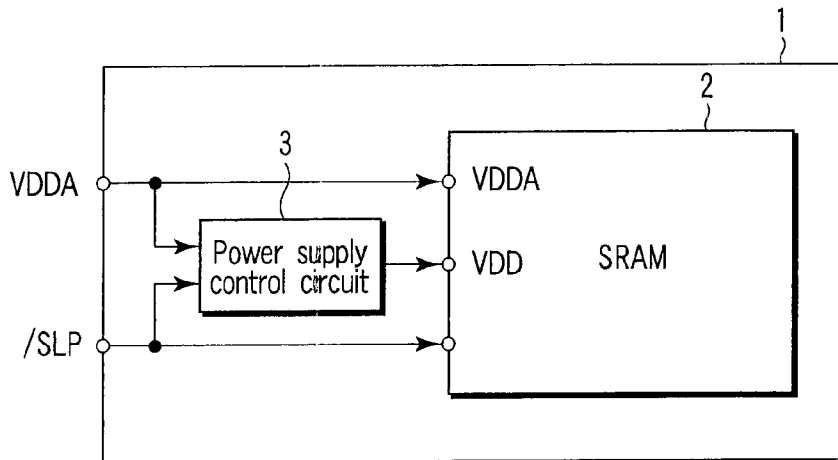 1
2
3
VDDA
VDDA
Power supply
control circuit
VDD
SRAM
/SLP